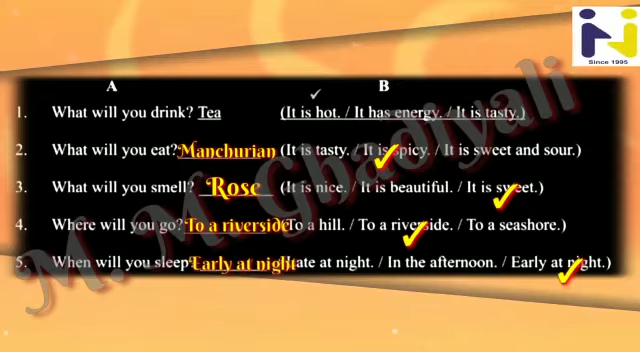 Since 1995
A B
1. What will you drink? Tea (It is hot. / It has energy. / It is tasty.)
2. What will you eat? Manchurian (It is tasty. / It is spicy. / It is sweet and sour.)
3. What will you smell? Rose (It is nice. / It is beautiful. / It is sweet.)
4. Where will you go? To a riverside (To a hill. / To a riverside. / To a seashore.)
5. When will you sleep Early at night late at night. / In the afternoon. / Early at night.)
M. M. Gbadiyali